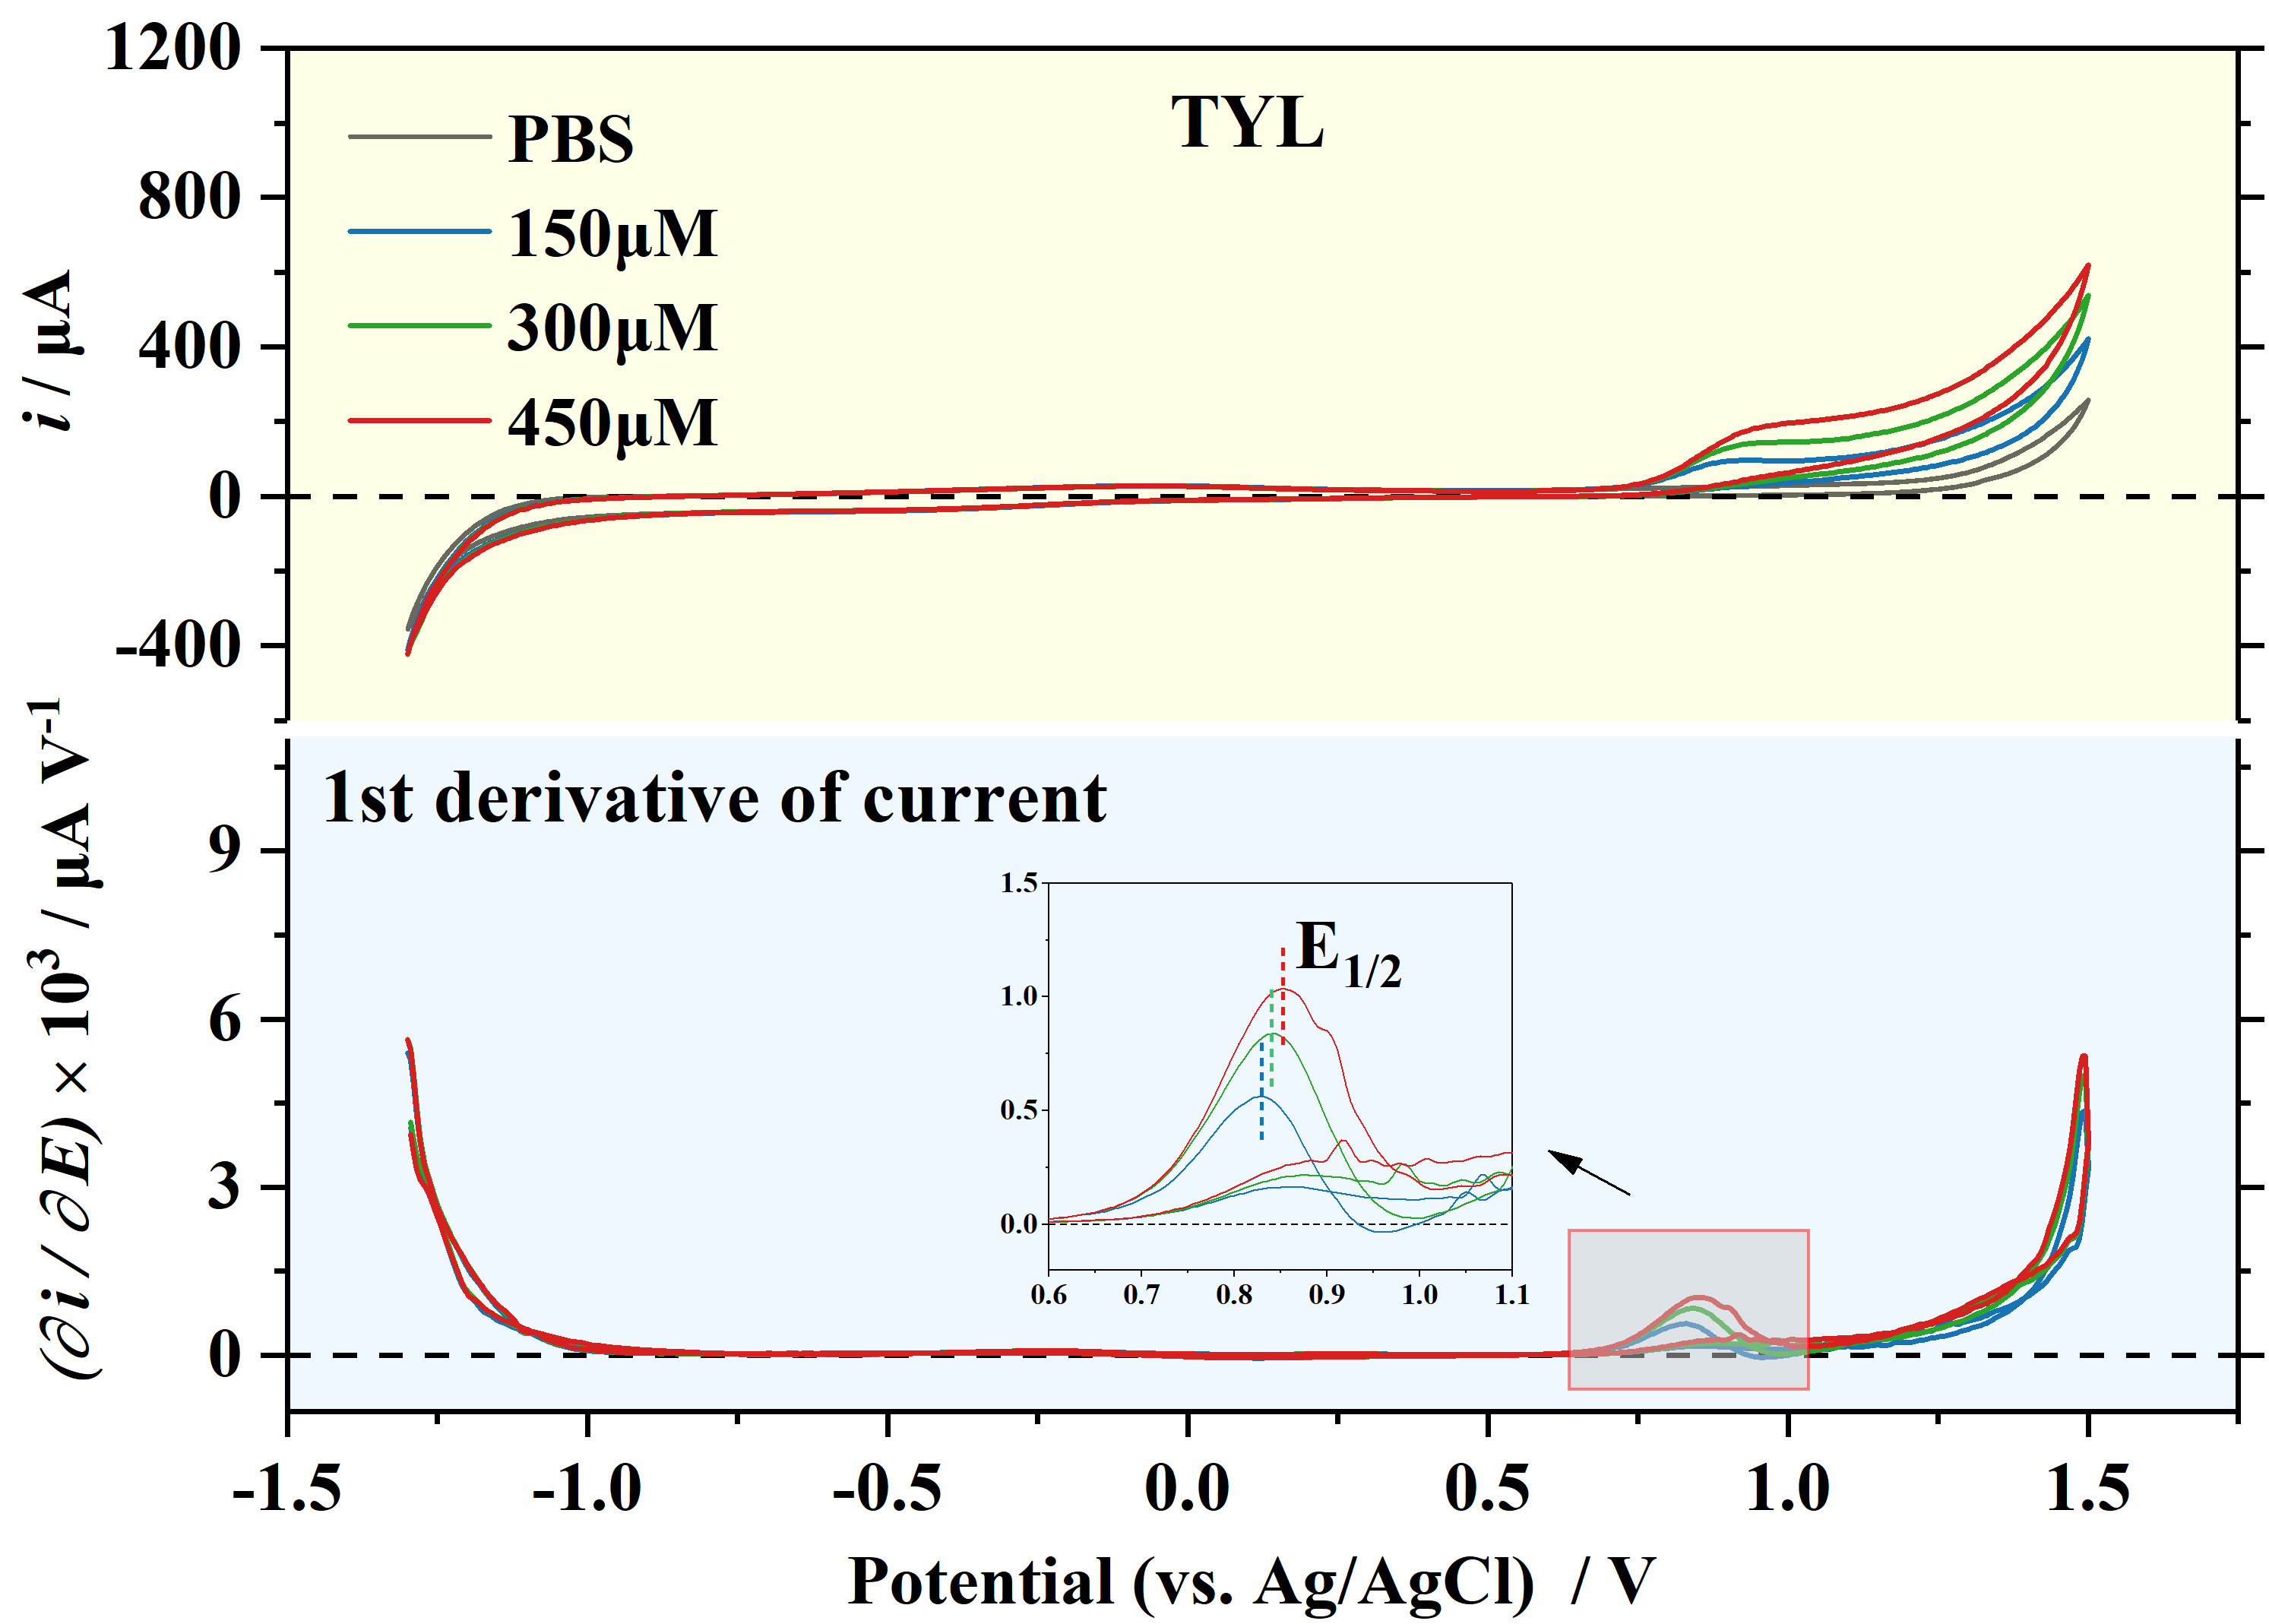 1200
800
400
0
-400
i / μA
TYL
PBS
150μM
300μM
450μM
(∂i / ∂E) × 10³ / μA V⁻¹
9
6
3
0
1st derivative of current
1.5
1.0
0.5
0.0
E1/2
0.6 0.7 0.8 0.9 1.0 1.1
-1.5 -1.0 -0.5 0.0 0.5 1.0 1.5
Potential (vs. Ag/AgCl) / V